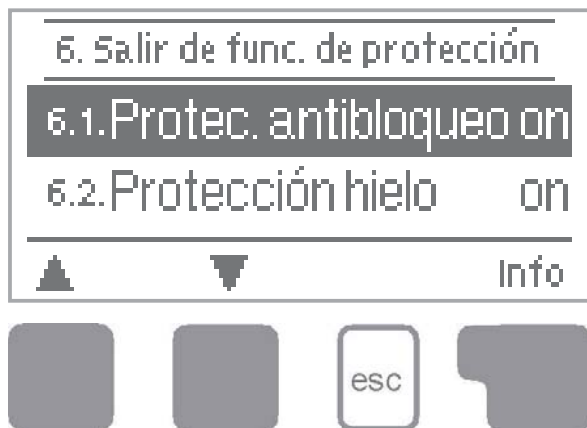 6. Salir de func. de protección
6.1.Protec. antibloqueo on
6.2.Protección hielo on
Info
esc